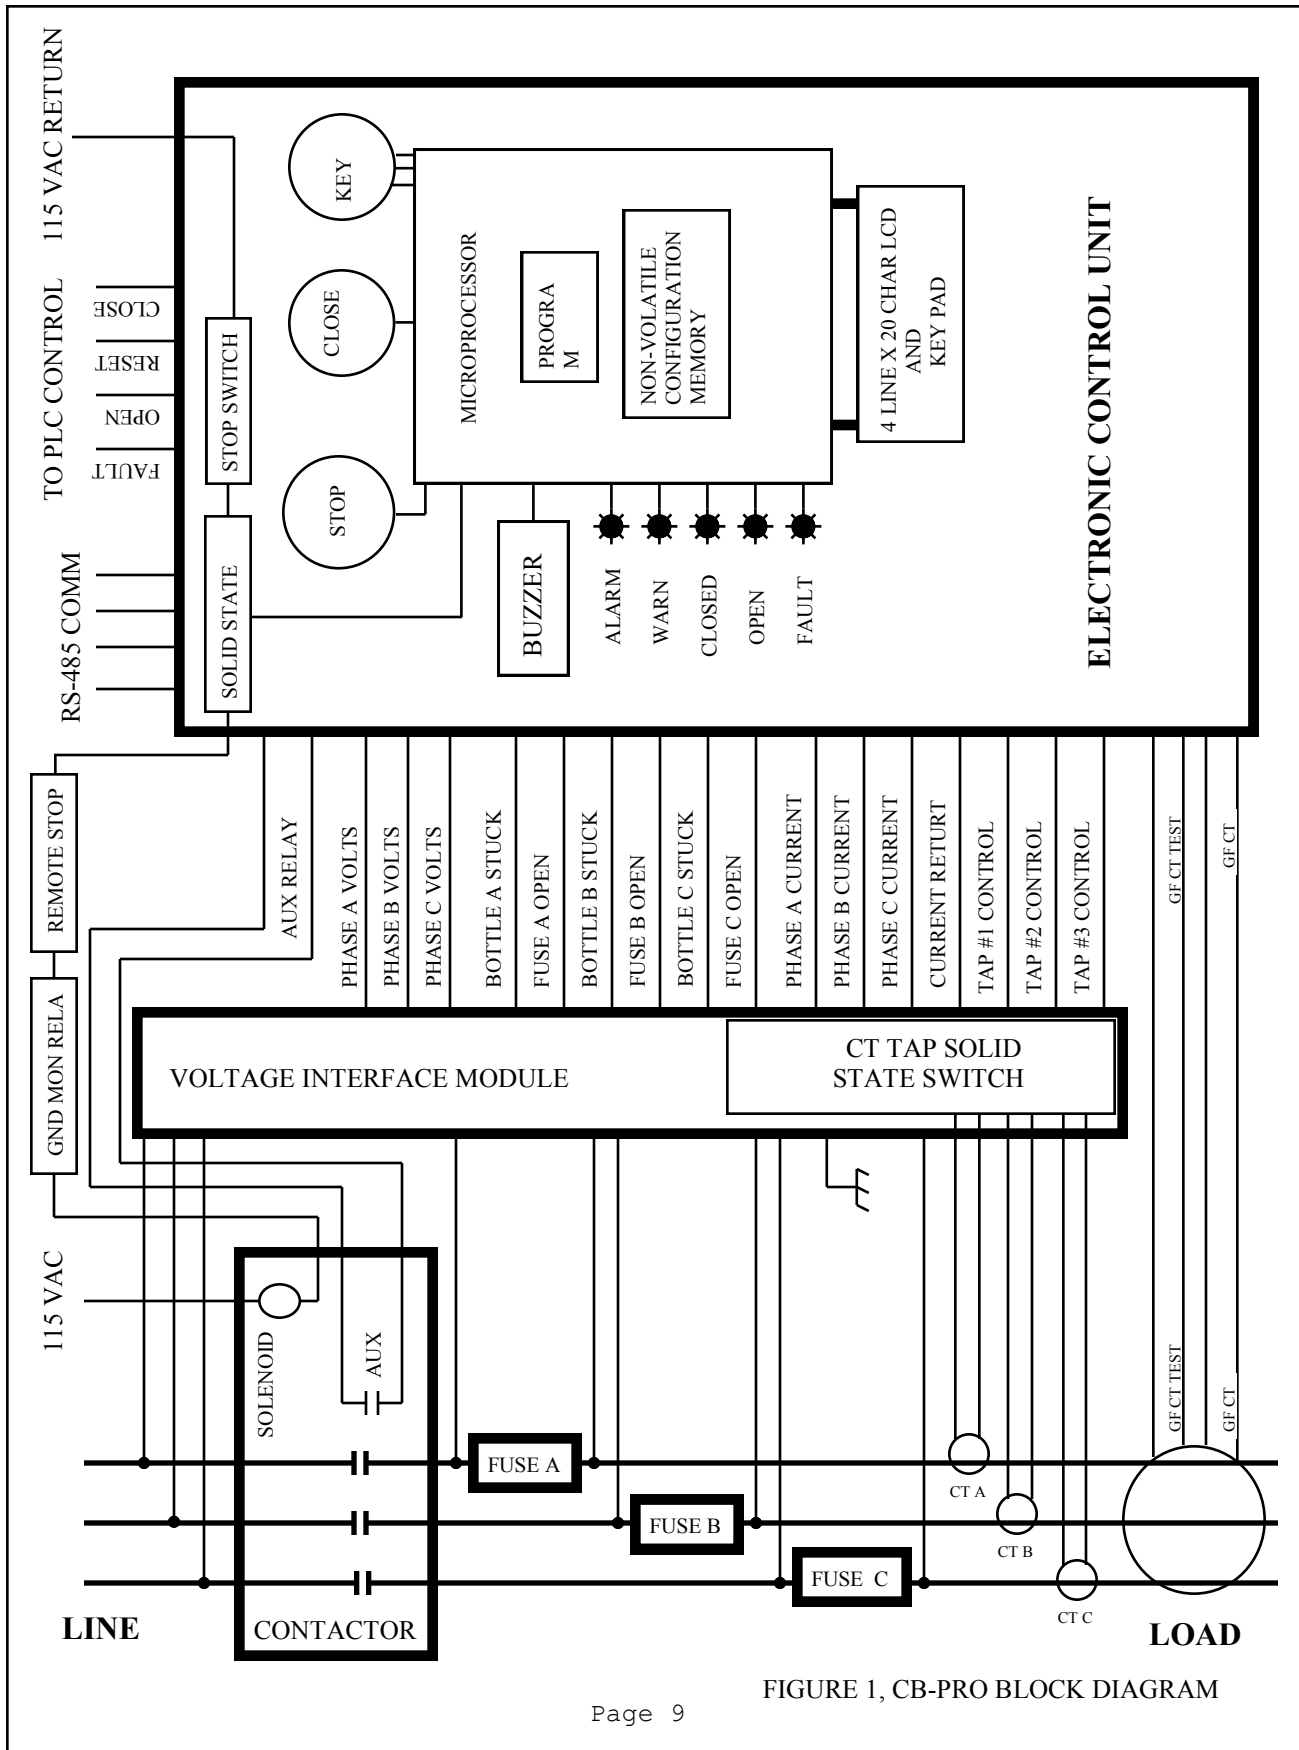 115 VAC RETURN
TO PLC CONTROL
CLOSE
RESET
OPEN
FAULT
RS-485 COMM
STOP SWITCH
SOLID STATE
KEY
CLOSE
STOP
MICROPROCESSOR
PROGRA
M
NON-VOLATILE
CONFIGURATION
MEMORY
4 LINE X 20 CHAR LCD
AND
KEY PAD
BUZZER
ALARM
WARN
CLOSED
OPEN
FAULT
ELECTRONIC CONTROL UNIT
REMOTE STOP
GND MON RELA
AUX RELAY
PHASE A VOLTS
PHASE B VOLTS
PHASE C VOLTS
BOTTLE A STUCK
FUSE A OPEN
BOTTLE B STUCK
FUSE B OPEN
BOTTLE C STUCK
FUSE C OPEN
PHASE A CURRENT
PHASE B CURRENT
PHASE C CURRENT
CURRENT RETURT
TAP #1 CONTROL
TAP #2 CONTROL
TAP #3 CONTROL
GF CT TEST
GF CT
VOLTAGE INTERFACE MODULE
CT TAP SOLID
STATE SWITCH
115 VAC
SOLENOID
AUX
GF CT TEST
GF CT
FUSE A
CT A
FUSE B
CT B
FUSE C
CT C
LINE
CONTACTOR
LOAD
FIGURE 1, CB-PRO BLOCK DIAGRAM
Page 9